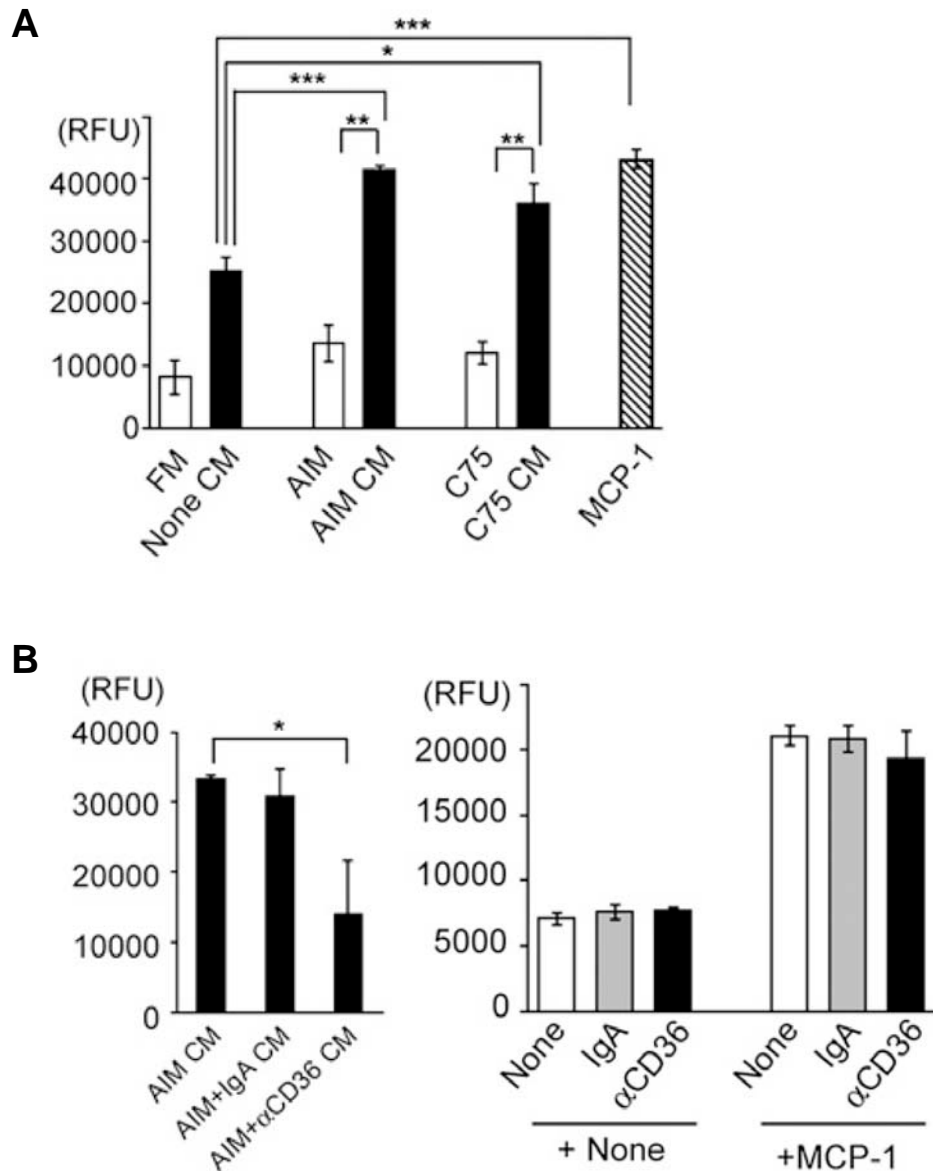 A
***
*
***
**
**
(RFU)
40000
30000
20000
10000
0
FM
None CM
AIM
AIM CM
C75
C75 CM
MCP-1
B
(RFU)
40000
30000
20000
10000
0
*
AIM CM
AIM+IgA CM
AIM+αCD36 CM
(RFU)
20000
15000
10000
5000
0
None
IgA
αCD36
None
IgA
αCD36
+ None
+MCP-1